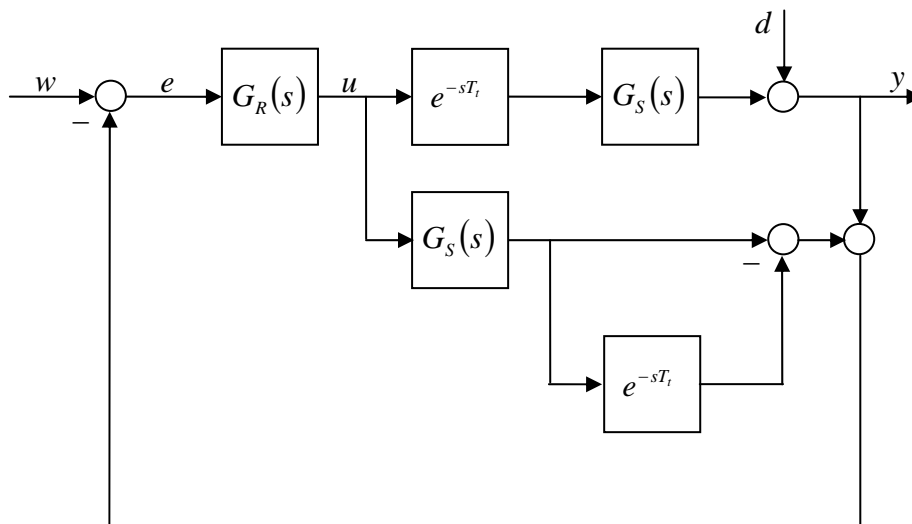 d
w e G_R(s) u e^{-sT_t} G_S(s) y
−
G_S(s)
−
e^{-sT_t}